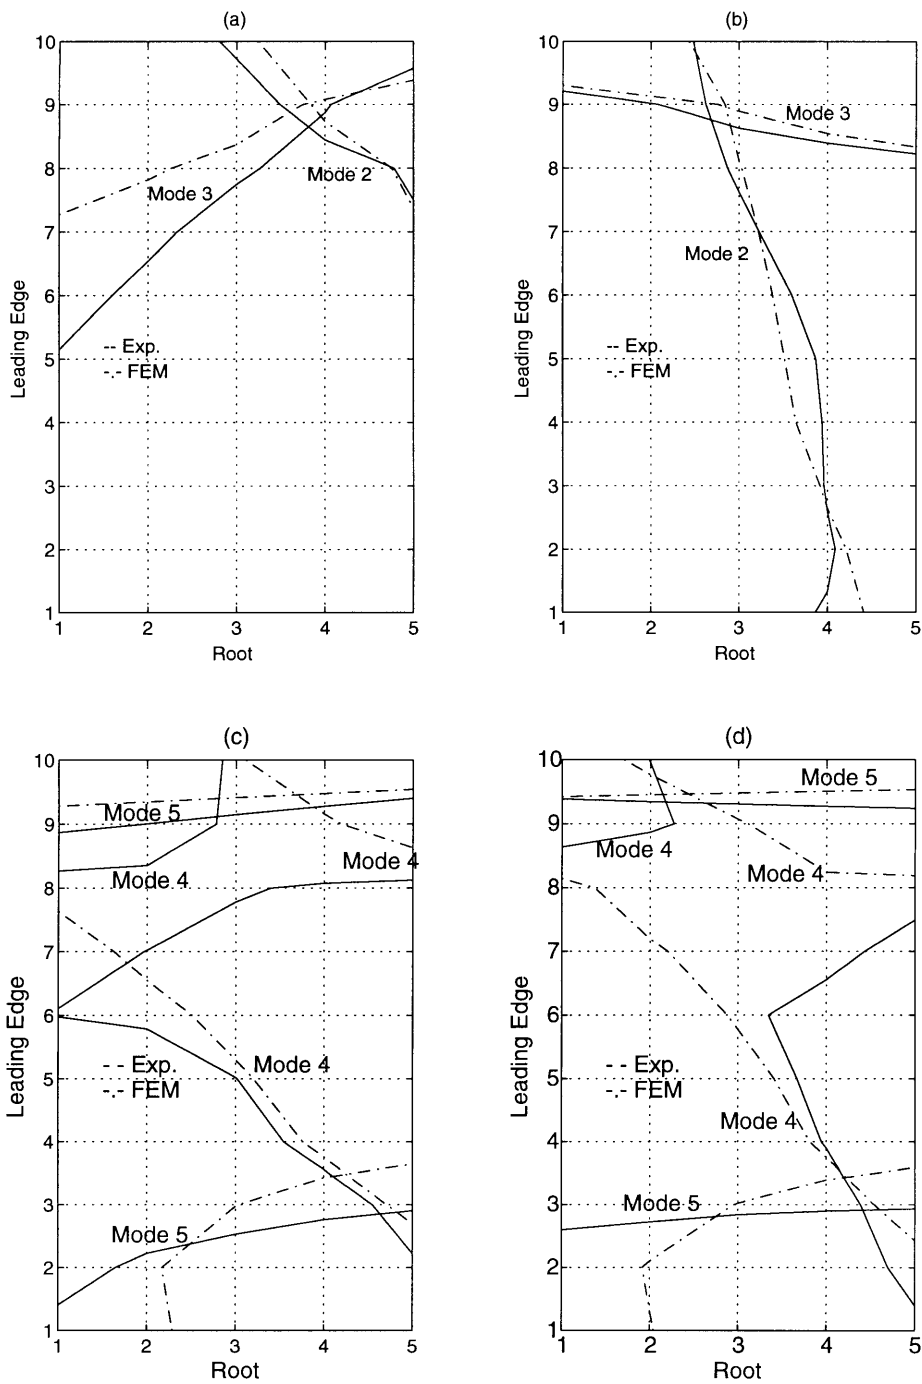 (a)
10
9
8
7
6
5
4
3
2
1
1 2 3 4 5
Leading Edge
Root
Mode 2
Mode 3
-- Exp.
-.- FEM
(b)
10
9
8
7
6
5
4
3
2
1
1 2 3 4 5
Leading Edge
Root
Mode 3
Mode 2
-- Exp.
-.- FEM
(c)
10
9
8
7
6
5
4
3
2
1
1 2 3 4 5
Leading Edge
Root
Mode 5
Mode 4
Mode 4
Mode 4
Mode 5
-- Exp.
-.- FEM
(d)
10
9
8
7
6
5
4
3
2
1
1 2 3 4 5
Leading Edge
Root
Mode 5
Mode 4
Mode 4
Mode 4
Mode 5
-- Exp.
-.- FEM